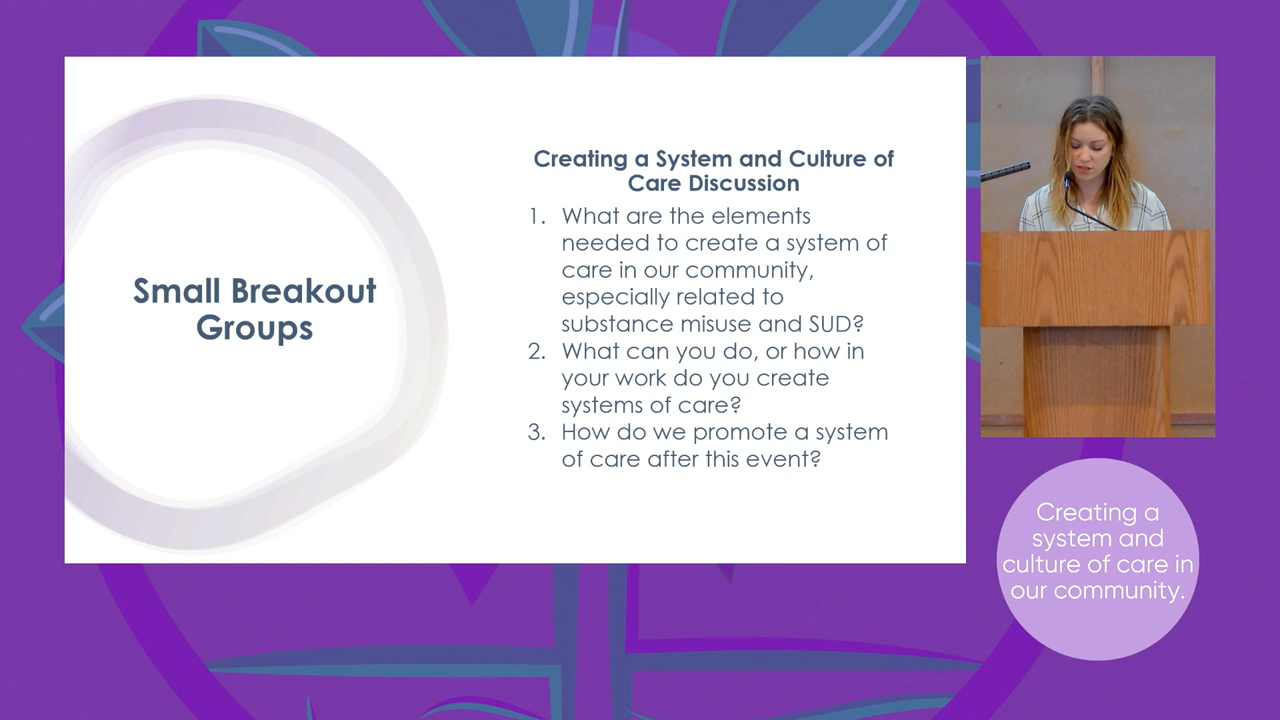 Small Breakout
Groups
Creating a System and Culture of
Care Discussion
1. What are the elements
needed to create a system of
care in our community,
especially related to
substance misuse and SUD?
2. What can you do, or how in
your work do you create
systems of care?
3. How do we promote a system
of care after this event?
Creating a
system and
culture of care in
our community.